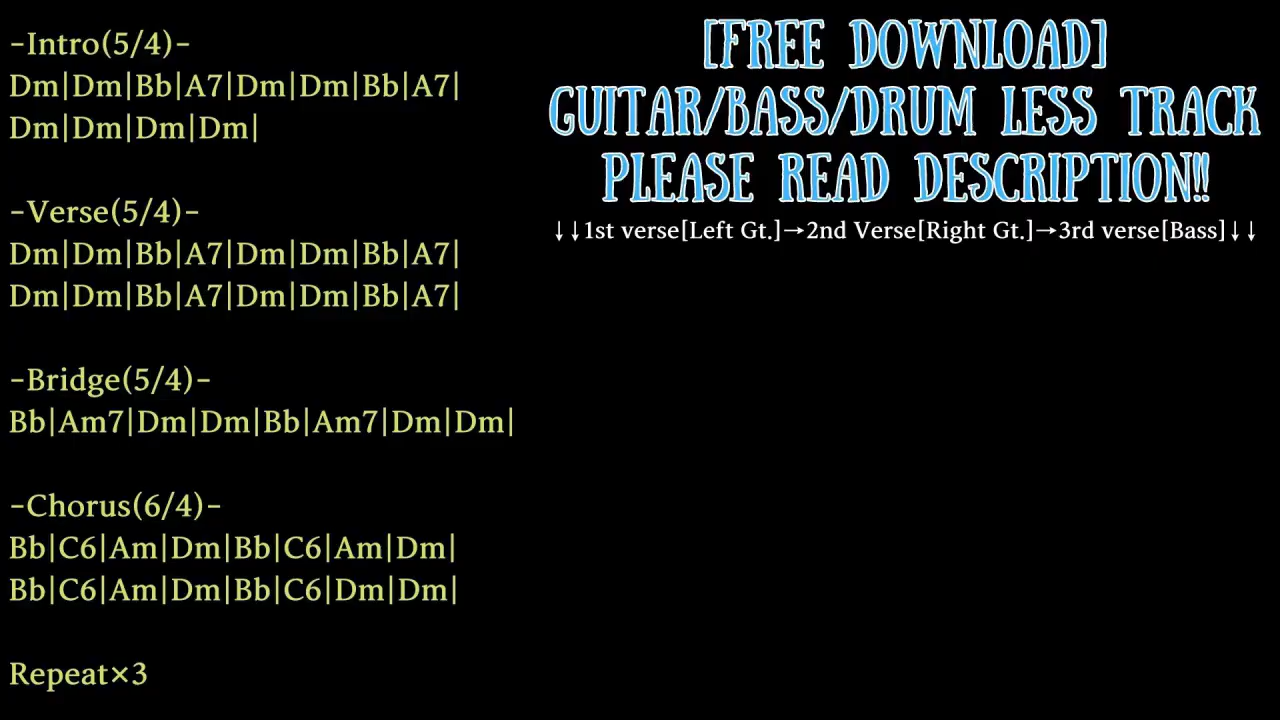 -Intro(5/4)-
Dm|Dm|Bb|A7|Dm|Dm|Bb|A7|
Dm|Dm|Dm|Dm|
-Verse(5/4)-
Dm|Dm|Bb|A7|Dm|Dm|Bb|A7|
Dm|Dm|Bb|A7|Dm|Dm|Bb|A7|
-Bridge(5/4)-
Bb|Am7|Dm|Dm|Bb|Am7|Dm|Dm|
-Chorus(6/4)-
Bb|C6|Am|Dm|Bb|C6|Am|Dm|
Bb|C6|Am|Dm|Bb|C6|Dm|Dm|
Repeat×3
[FREE DOWNLOAD]
GUITAR/BASS/DRUM LESS TRACK
PLEASE READ DESCRIPTION!!
↓↓1st verse[Left Gt.]→2nd Verse[Right Gt.]→3rd verse[Bass]↓↓